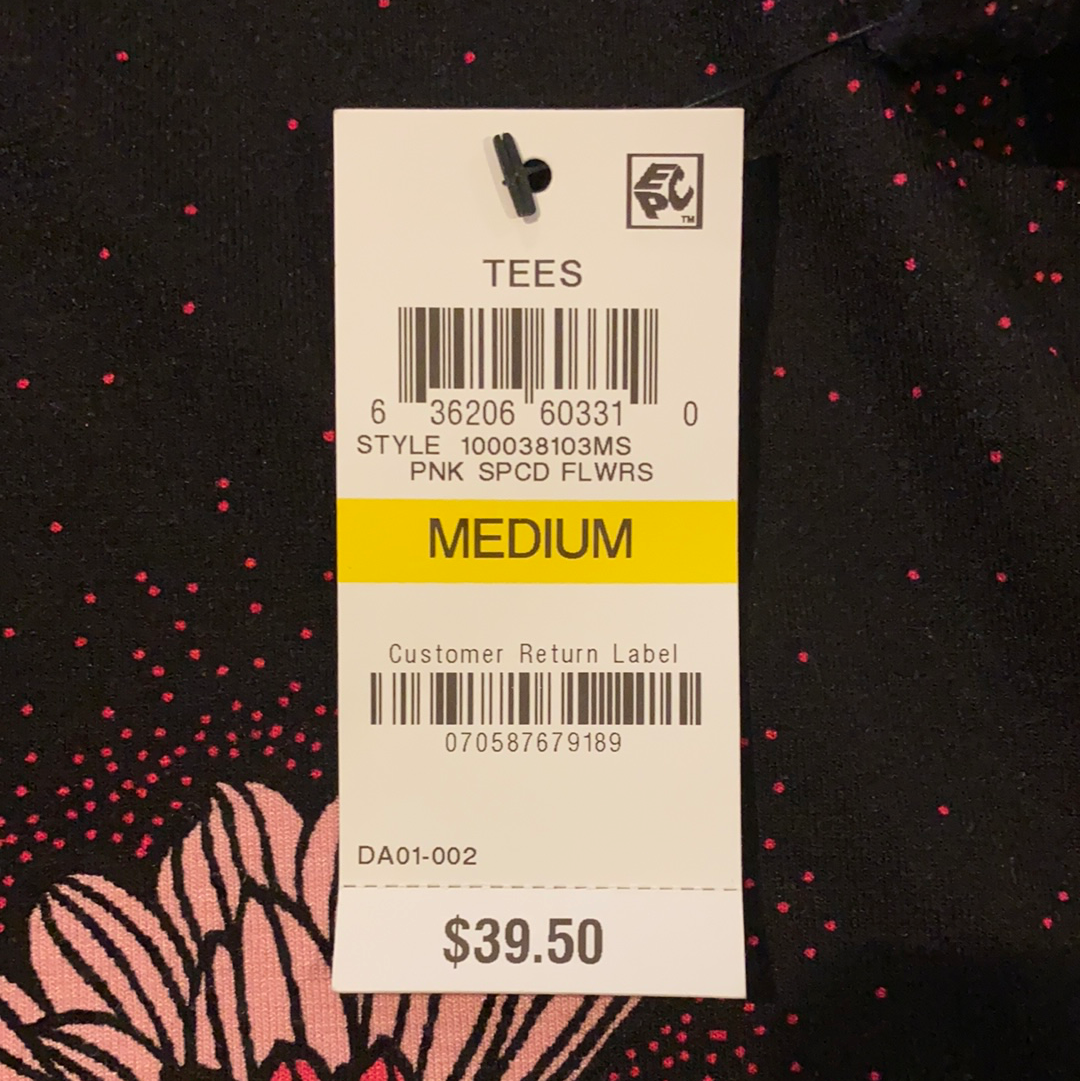 EPC
TM
TEES
6 36206 60331 0
STYLE 100038103MS
PNK SPCD FLWRS
MEDIUM
Customer Return Label
070587679189
DA01-002
$39.50